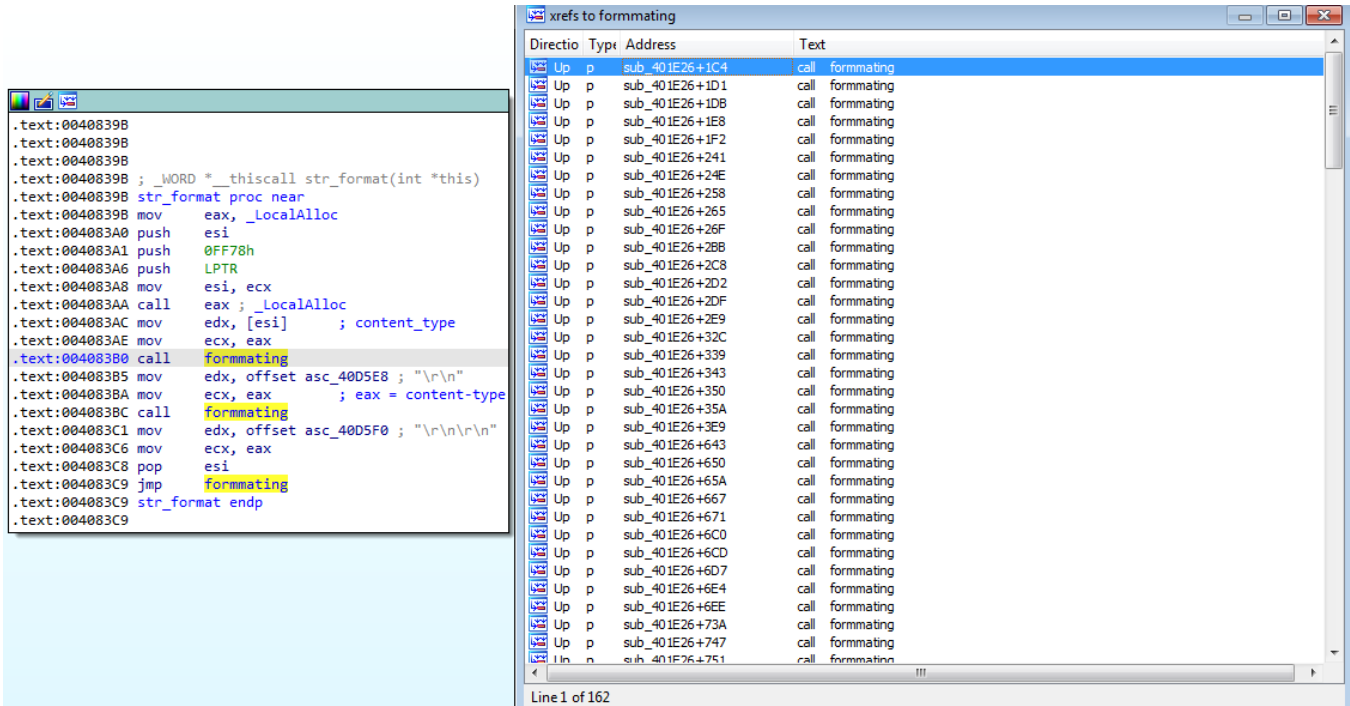 .text:0040839B
.text:0040839B
.text:0040839B
.text:0040839B ; _WORD *__thiscall str_format(int *this)
.text:0040839B str_format proc near
.text:0040839B mov eax, _LocalAlloc
.text:004083A0 push esi
.text:004083A1 push 0FF78h
.text:004083A6 push LPTR
.text:004083A8 mov esi, ecx
.text:004083AA call eax ; _LocalAlloc
.text:004083AC mov edx, [esi] ; content_type
.text:004083AE mov ecx, eax
.text:004083B0 call formmating
.text:004083B5 mov edx, offset asc_40D5E8 ; "\r\n"
.text:004083BA mov ecx, eax ; eax = content-type
.text:004083BC call formmating
.text:004083C1 mov edx, offset asc_40D5F0 ; "\r\n\r\n"
.text:004083C6 mov ecx, eax
.text:004083C8 pop esi
.text:004083C9 jmp formmating
.text:004083C9 str_format endp
.text:004083C9
xrefs to formmating
Directio Type Address Text
Up p sub_401E26+1C4 call formmating
Up p sub_401E26+1D1 call formmating
Up p sub_401E26+1DB call formmating
Up p sub_401E26+1E8 call formmating
Up p sub_401E26+1F2 call formmating
Up p sub_401E26+241 call formmating
Up p sub_401E26+24E call formmating
Up p sub_401E26+258 call formmating
Up p sub_401E26+265 call formmating
Up p sub_401E26+26F call formmating
Up p sub_401E26+2BB call formmating
Up p sub_401E26+2C8 call formmating
Up p sub_401E26+2D2 call formmating
Up p sub_401E26+2DF call formmating
Up p sub_401E26+2E9 call formmating
Up p sub_401E26+32C call formmating
Up p sub_401E26+339 call formmating
Up p sub_401E26+343 call formmating
Up p sub_401E26+350 call formmating
Up p sub_401E26+35A call formmating
Up p sub_401E26+3E9 call formmating
Up p sub_401E26+643 call formmating
Up p sub_401E26+650 call formmating
Up p sub_401E26+65A call formmating
Up p sub_401E26+667 call formmating
Up p sub_401E26+671 call formmating
Up p sub_401E26+6C0 call formmating
Up p sub_401E26+6CD call formmating
Up p sub_401E26+6D7 call formmating
Up p sub_401E26+6E4 call formmating
Up p sub_401E26+6EE call formmating
Up p sub_401E26+73A call formmating
Up p sub_401E26+747 call formmating
Up p sub_401E26+751 call formmating
Line 1 of 162